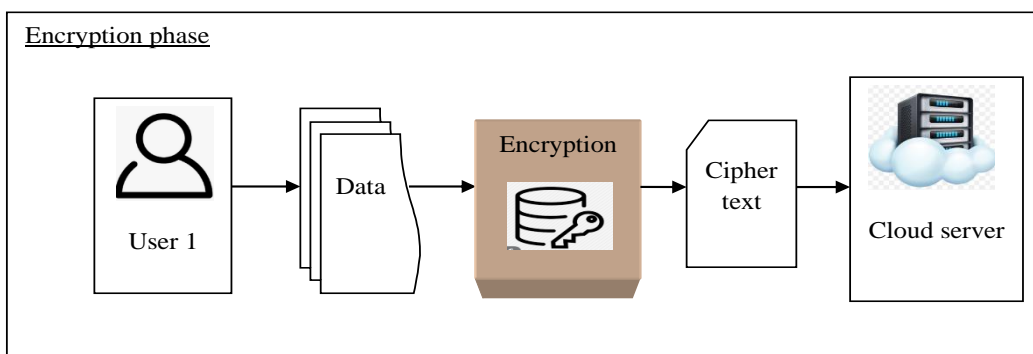 Encryption phase
User 1
Data
Encryption
Cipher
text
Cloud server